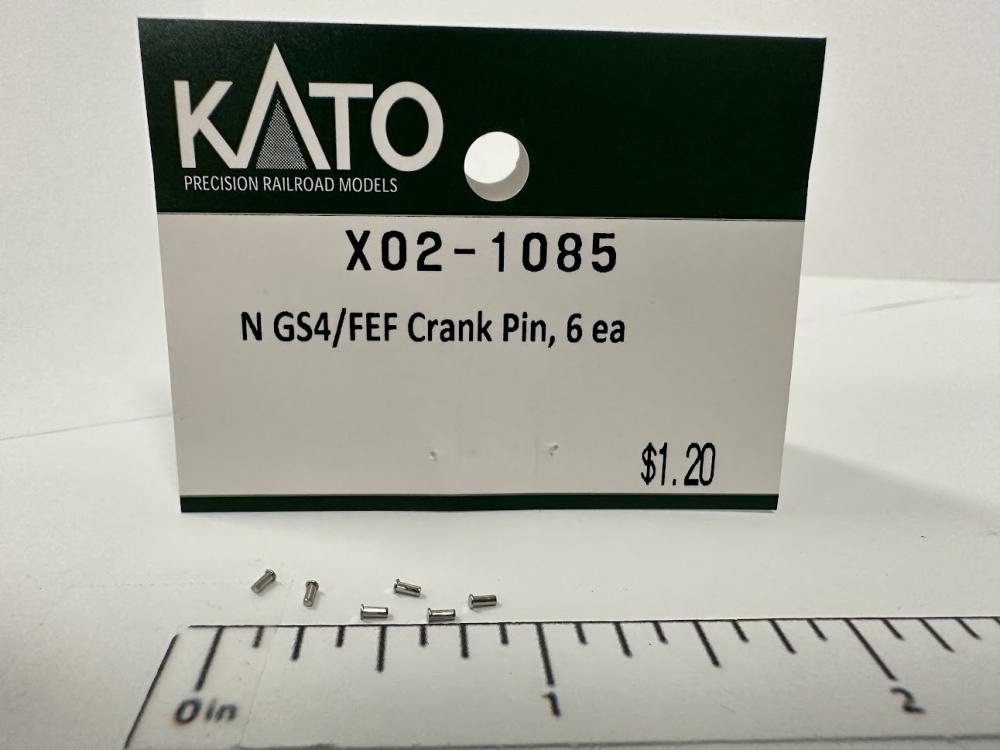 KATO
PRECISION RAILROAD MODELS
X02-1085
N GS4/FEF Crank Pin, 6 ea
$1.20
0in 1 2